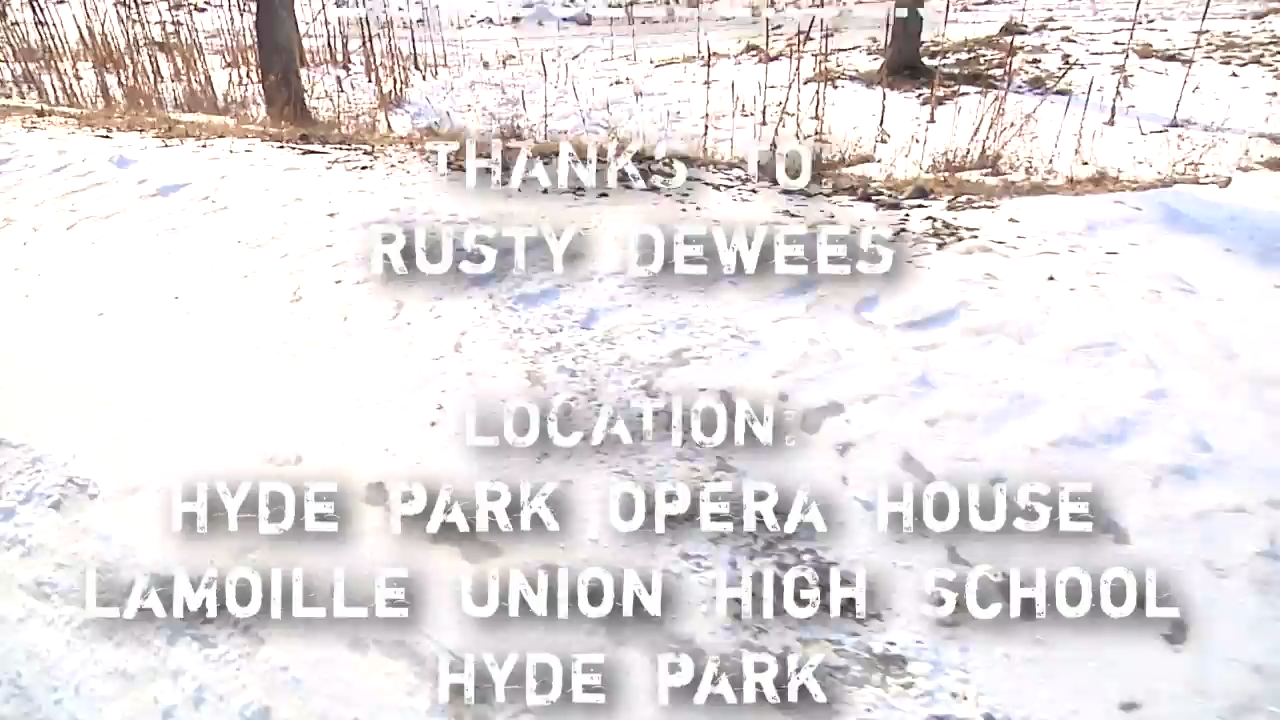 THANKS TO
RUSTY DEWEES
LOCATION:
HYDE PARK OPERA HOUSE
LAMOILLE UNION HIGH SCHOOL
HYDE PARK